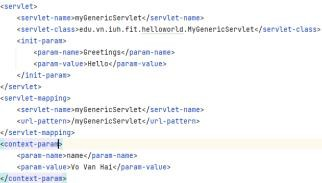 <servlet>
<servlet-name>myGenericServlet</servlet-name>
<servlet-class>edu.vn.iuh.fit.helloworld.MyGenericServlet</servlet-class>
<init-param>
<param-name>Greetings</param-name>
<param-value>Hello</param-value>
</init-param>
</servlet>
<servlet-mapping>
<servlet-name>myGenericServlet</servlet-name>
<url-pattern>/myGenericServlet</url-pattern>
</servlet-mapping>
<context-param>
<param-name>name</param-name>
<param-value>Vo Van Hai</param-value>
</context-param>